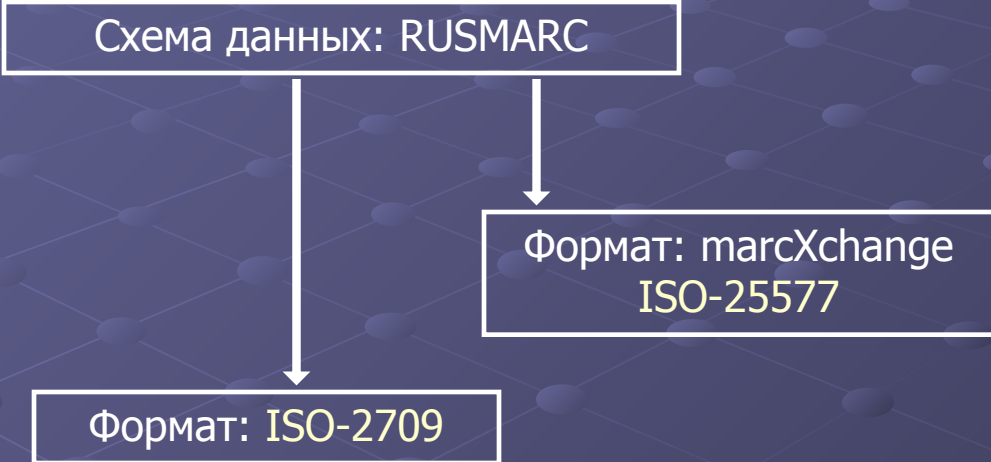 Схема данных: RUSMARC
Формат: marcXchange
ISO-25577
Формат: ISO-2709